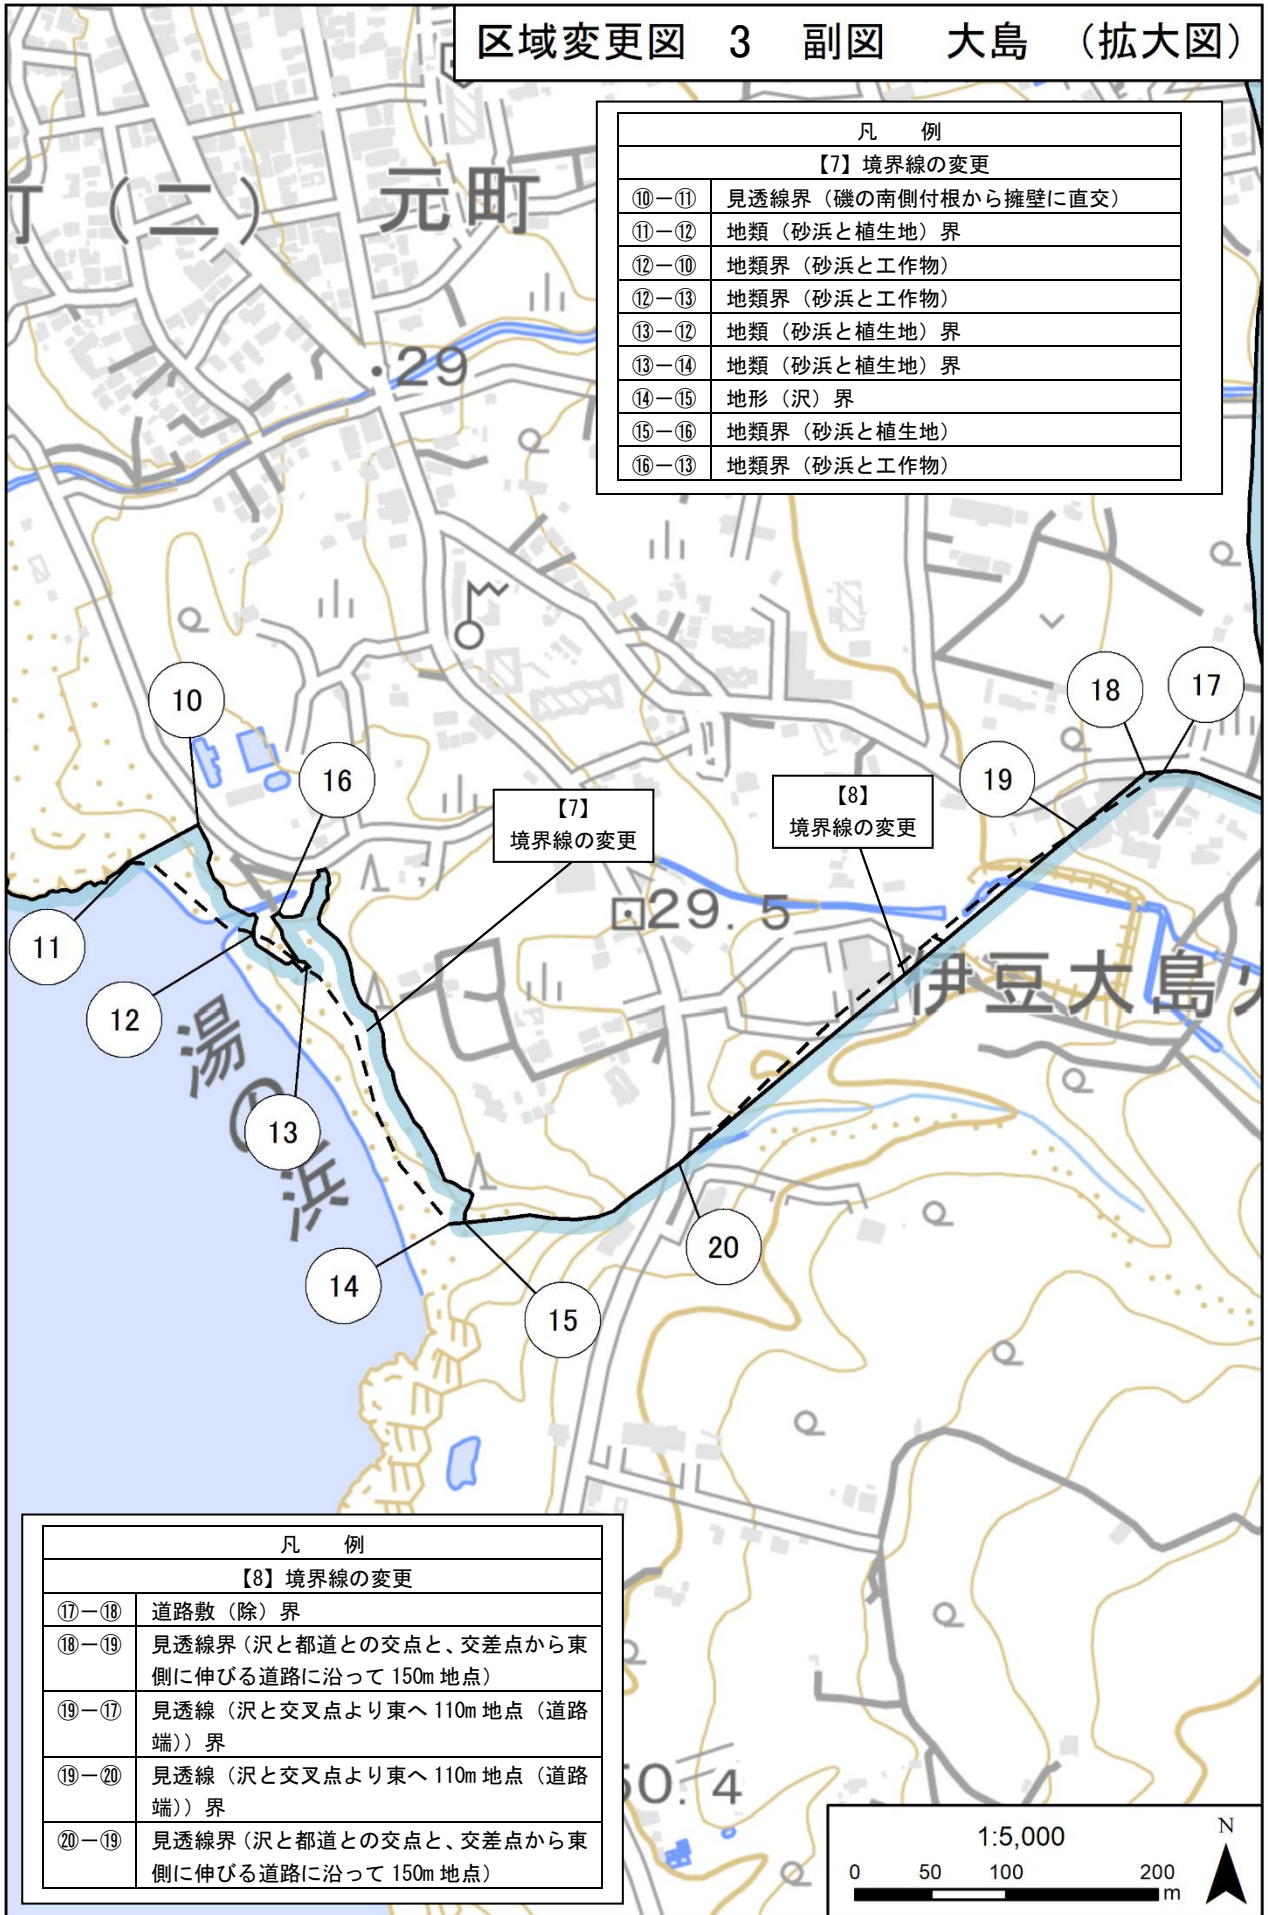 区域変更図 3 副図 大島 (拡大図)
凡 例
【7】境界線の変更
⑩－⑪ 見透線界（磯の南側付根から擁壁に直交）
⑪－⑫ 地類（砂浜と植生地）界
⑫－⑩ 地類界（砂浜と工作物）
⑫－⑬ 地類界（砂浜と工作物）
⑬－⑫ 地類（砂浜と植生地）界
⑬－⑭ 地類（砂浜と植生地）界
⑭－⑮ 地形（沢）界
⑮－⑯ 地類界（砂浜と植生地）
⑯－⑬ 地類界（砂浜と工作物）
町(二)
元町
29
10
16
18
17
19
【7】
境界線の変更
【8】
境界線の変更
29.5
11
12
伊豆大島
湯の浜
13
14
15
20
凡 例
【8】境界線の変更
⑰－⑱ 道路敷（除）界
⑱－⑲ 見透線界（沢と都道との交点と、交差点から東
側に伸びる道路に沿って 150m 地点）
⑲－⑰ 見透線（沢と交叉点より東へ 110m 地点（道路
端））界
⑲－⑳ 見透線（沢と交叉点より東へ 110m 地点（道路
端））界
⑳－⑲ 見透線界（沢と都道との交点と、交差点から東
側に伸びる道路に沿って 150m 地点）
0.4
1:5,000
N
0 50 100 200
m